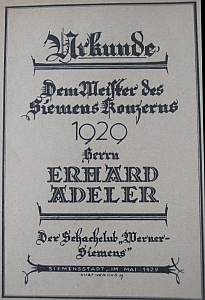 Urkunde
Dem Meister des
Siemens Konzerns
1929
Herrn
ERHARD
ADELER
Der Schachclub „Werner-
Siemens"
SIEMENSSTADT, IM MAI 1929